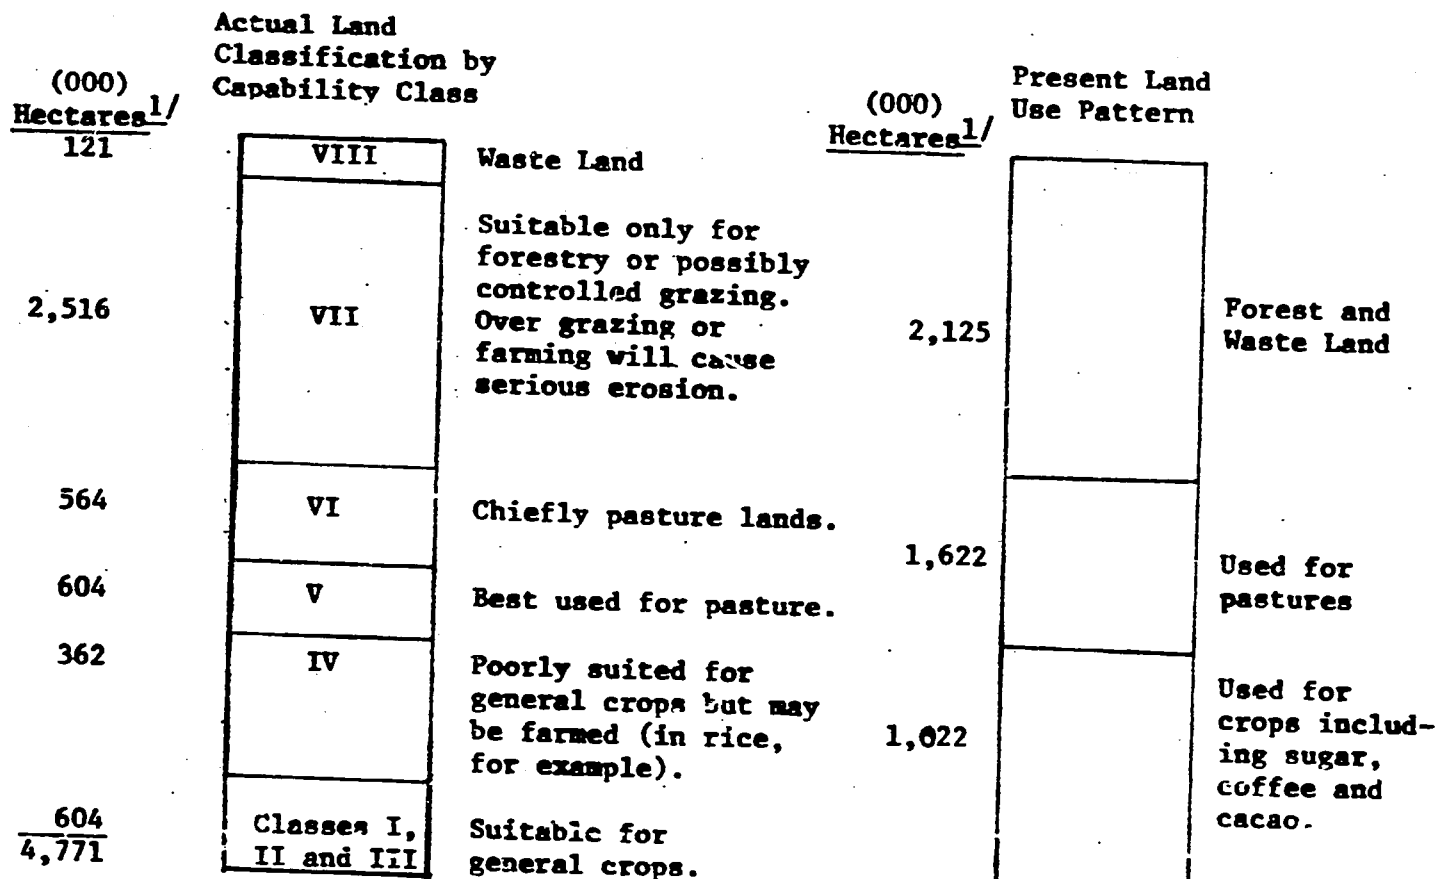 Actual Land
Classification by
Capability Class
(000)
Hectares1/
121
VIII
Waste Land
2,516
VII
Suitable only for
forestry or possibly
controlled grazing.
Over grazing or
farming will cause
serious erosion.
564
VI
Chiefly pasture lands.
604
V
Best used for pasture.
362
IV
Poorly suited for
general crops but may
be farmed (in rice,
for example).
604
4,771
Classes I,
II and III
Suitable for
general crops.
Present Land
Use Pattern
(000)
Hectares1/
2,125
Forest and
Waste Land
1,622
Used for
pastures
1,022
Used for
crops includ-
ing sugar,
coffee and
cacao.